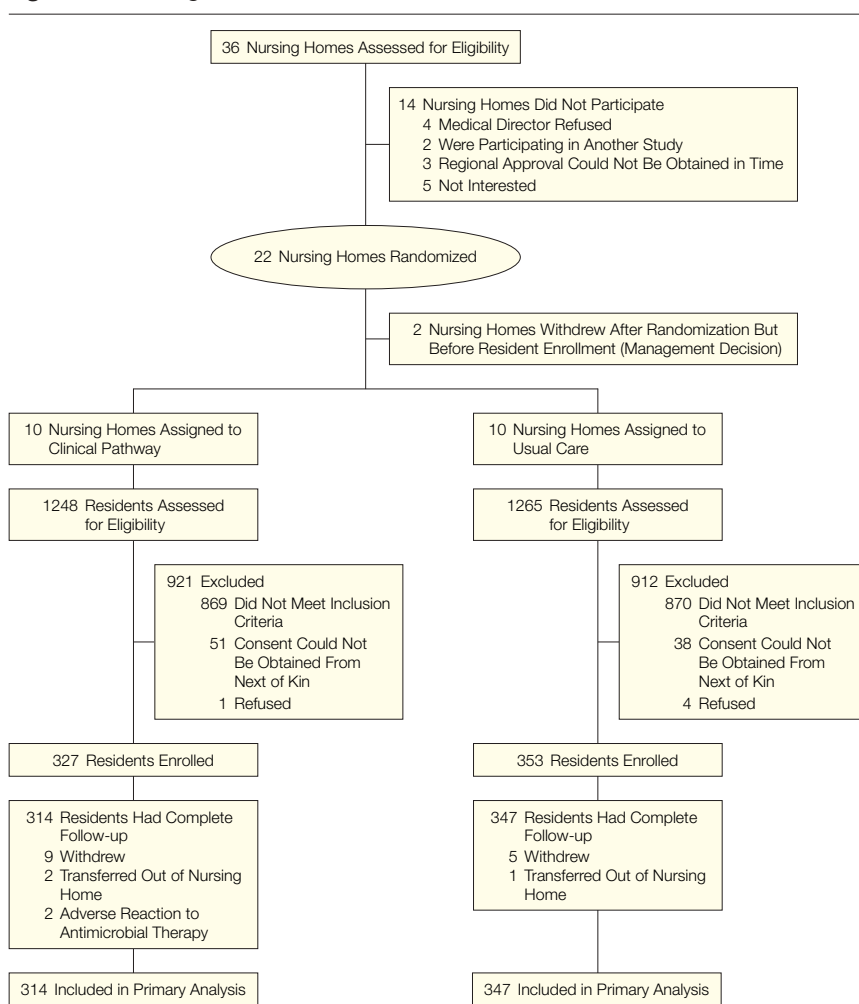 36 Nursing Homes Assessed for Eligibility
14 Nursing Homes Did Not Participate
4 Medical Director Refused
2 Were Participating in Another Study
3 Regional Approval Could Not Be Obtained in Time
5 Not Interested
22 Nursing Homes Randomized
2 Nursing Homes Withdrew After Randomization But
Before Resident Enrollment (Management Decision)
10 Nursing Homes Assigned to
Clinical Pathway
10 Nursing Homes Assigned to
Usual Care
1248 Residents Assessed
for Eligibility
1265 Residents Assessed
for Eligibility
921 Excluded
869 Did Not Meet Inclusion
Criteria
51 Consent Could Not
Be Obtained From
Next of Kin
1 Refused
912 Excluded
870 Did Not Meet Inclusion
Criteria
38 Consent Could Not
Be Obtained From
Next of Kin
4 Refused
327 Residents Enrolled
353 Residents Enrolled
314 Residents Had Complete
Follow-up
9 Withdrew
2 Transferred Out of Nursing
Home
2 Adverse Reaction to
Antimicrobial Therapy
347 Residents Had Complete
Follow-up
5 Withdrew
1 Transferred Out of Nursing
Home
314 Included in Primary Analysis
347 Included in Primary Analysis